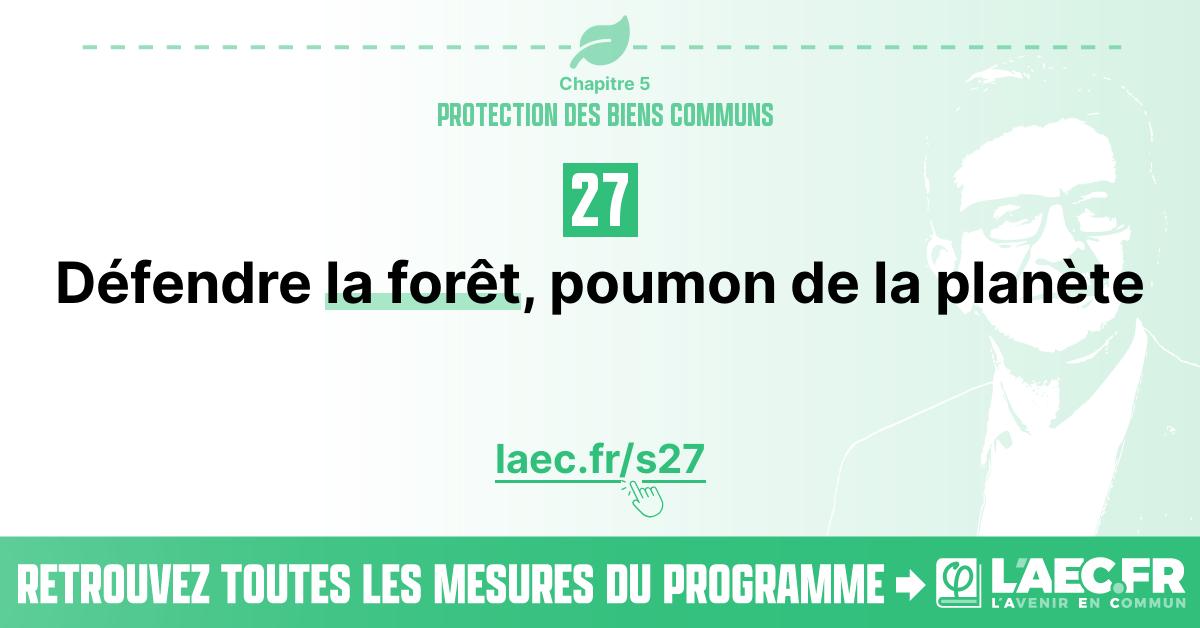 Chapitre 5
PROTECTION DES BIENS COMMUNS
27
Défendre la forêt, poumon de la planète
laec.fr/s27
RETROUVEZ TOUTES LES MESURES DU PROGRAMME
L'AEC.FR
L'AVENIR EN COMMUN